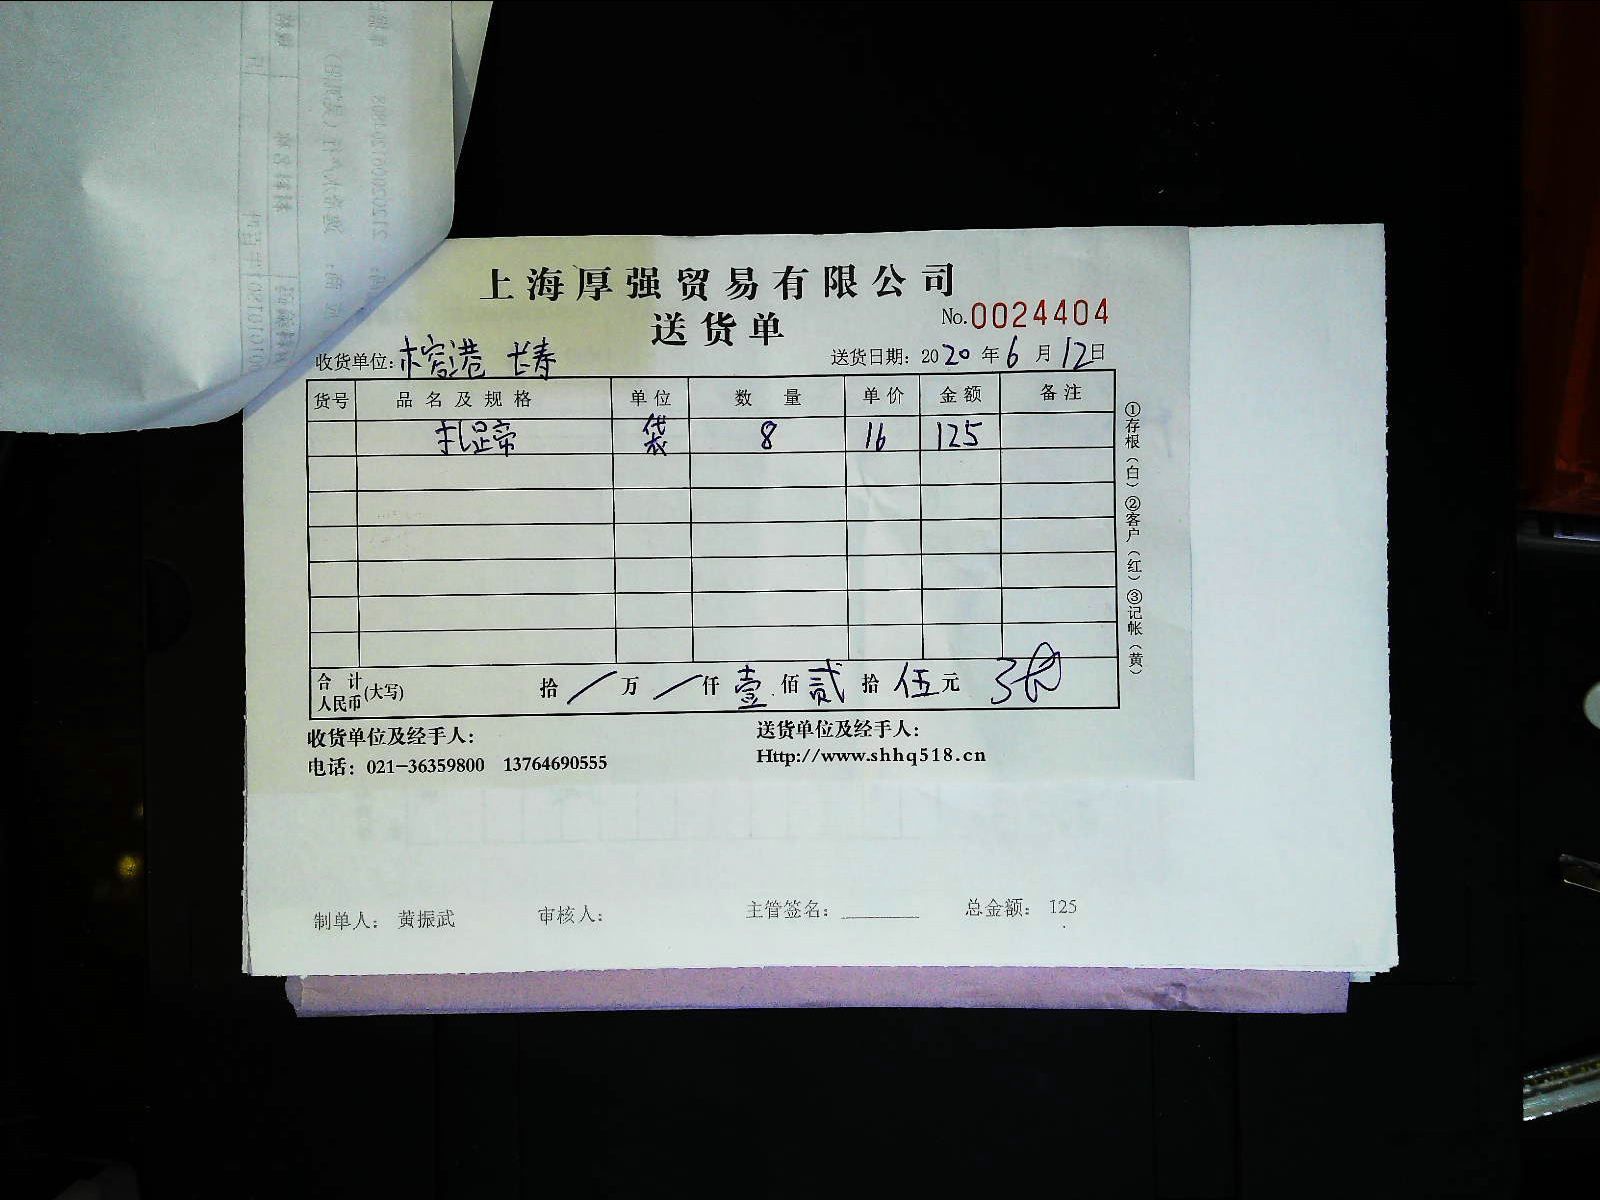 上海厚强贸易有限公司
送货单
No.0024404
收货单位: 榕港 长寿
送货日期: 2020年6月12日
货号 品名及规格 单位 数量 单价 金额 备注
袋 8 16 125
①存根(白)②客户(红)③记帐(黄)
合计人民币(大写) 拾/万/仟壹佰贰拾伍元
收货单位及经手人:
送货单位及经手人:
电话: 021-36359800 13764690555
Http://www.shhq518.cn
制单人: 黄振武 审核人: 主管签名: 总金额: 125